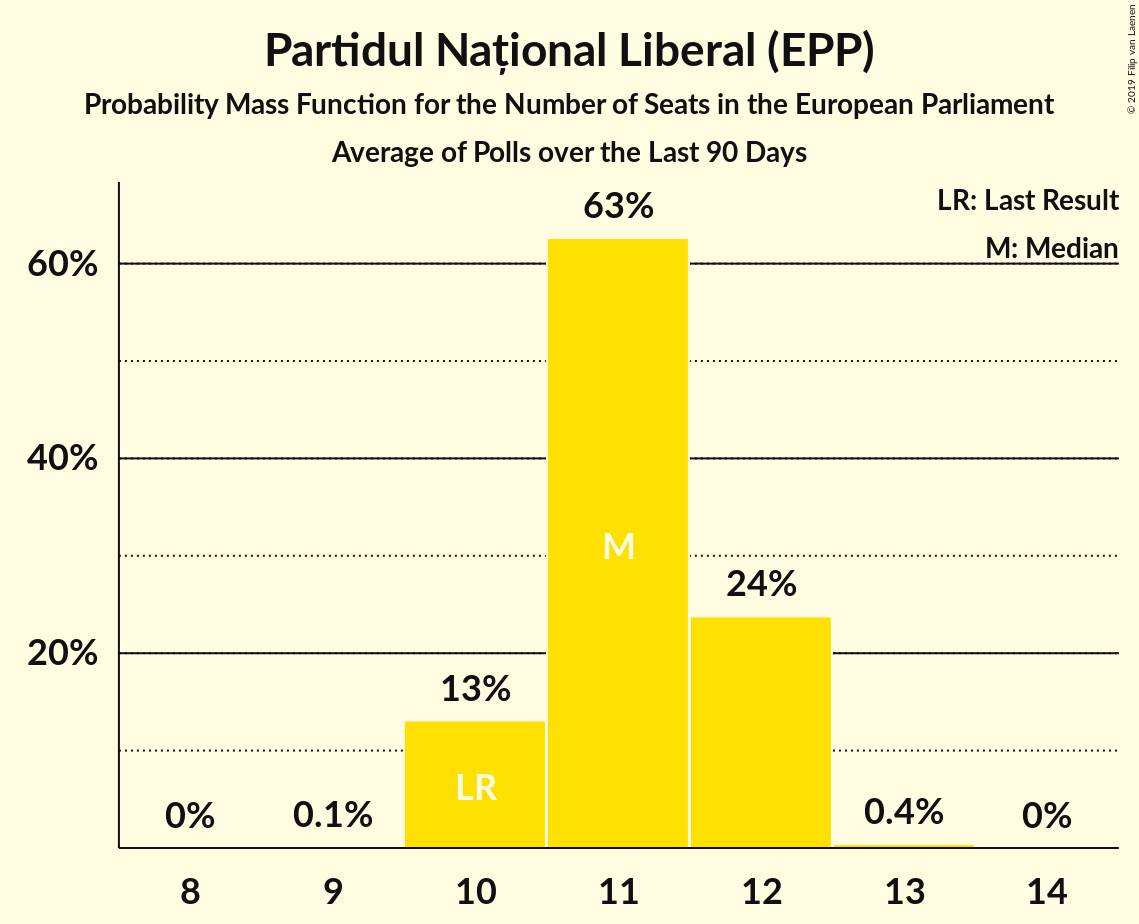 Partidul Național Liberal (EPP)
Probability Mass Function for the Number of Seats in the European Parliament
Average of Polls over the Last 90 Days
© 2019 Filip van Laenen
LR: Last Result
M: Median
63%
60%
40%
M
24%
20%
13%
LR
0%
0.1%
0.4%
0%
8 9 10 11 12 13 14